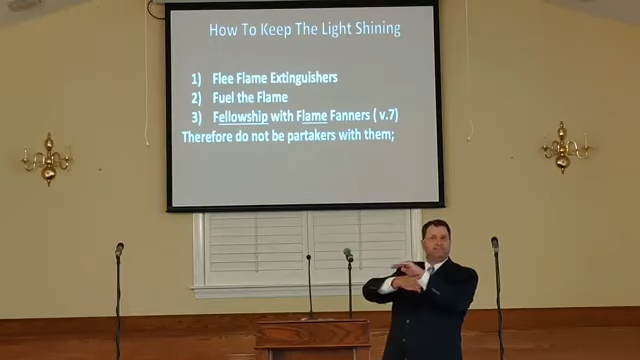 How To Keep The Light Shining
1) Flee Flame Extinguishers
2) Fuel the Flame
3) Fellowship with Flame Fanners ( v.7)
Therefore do not be partakers with them;